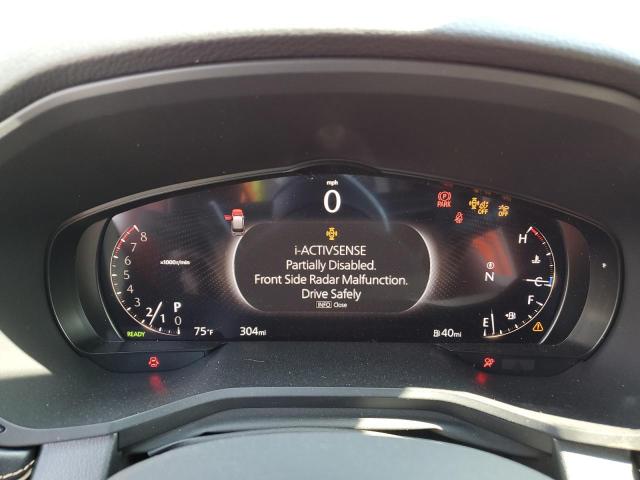 mph
0
PARK
OFF
OFF
8
7
6
5
4
3
2
1
0
x1000r/min
P
READY
75°F
304mi
i-ACTIVSENSE
Partially Disabled.
Front Side Radar Malfunction.
Drive Safely
INFO Close
N
H
C
F
E
40mi